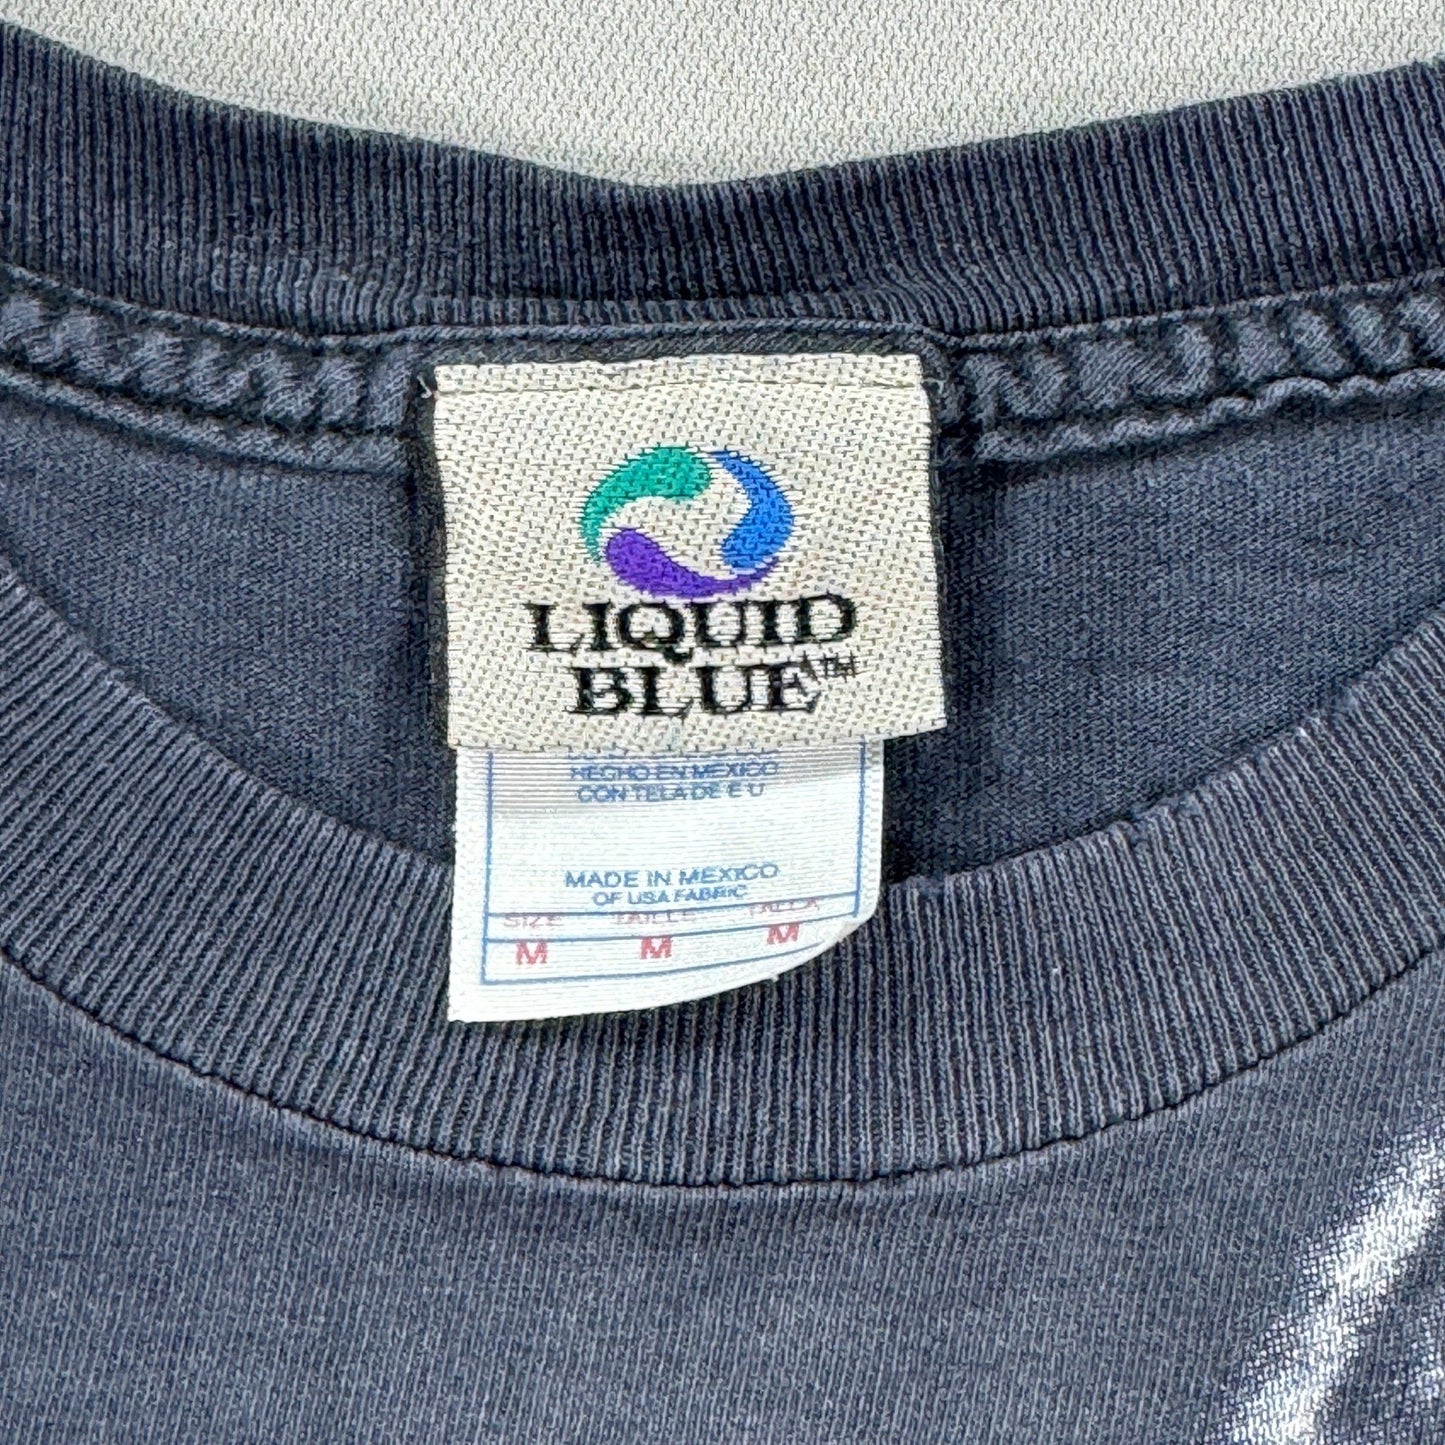 LIQUID
BLUE™
HECHO EN MEXICO
CON TELA DE E U
MADE IN MEXICO
OF USA FABRIC
SIZE TAILLE TALLA
M M M